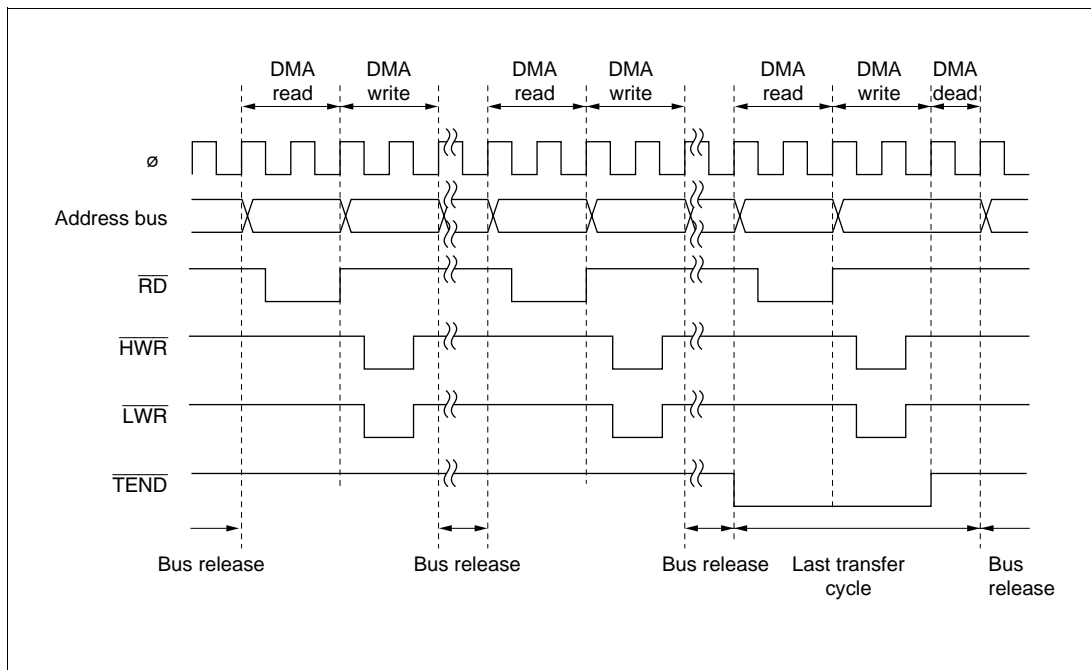 DMA read
DMA write
DMA read
DMA write
DMA read
DMA write
DMA dead
ø
Address bus
RD
HWR
LWR
TEND
Bus release
Bus release
Bus release
Last transfer cycle
Bus release